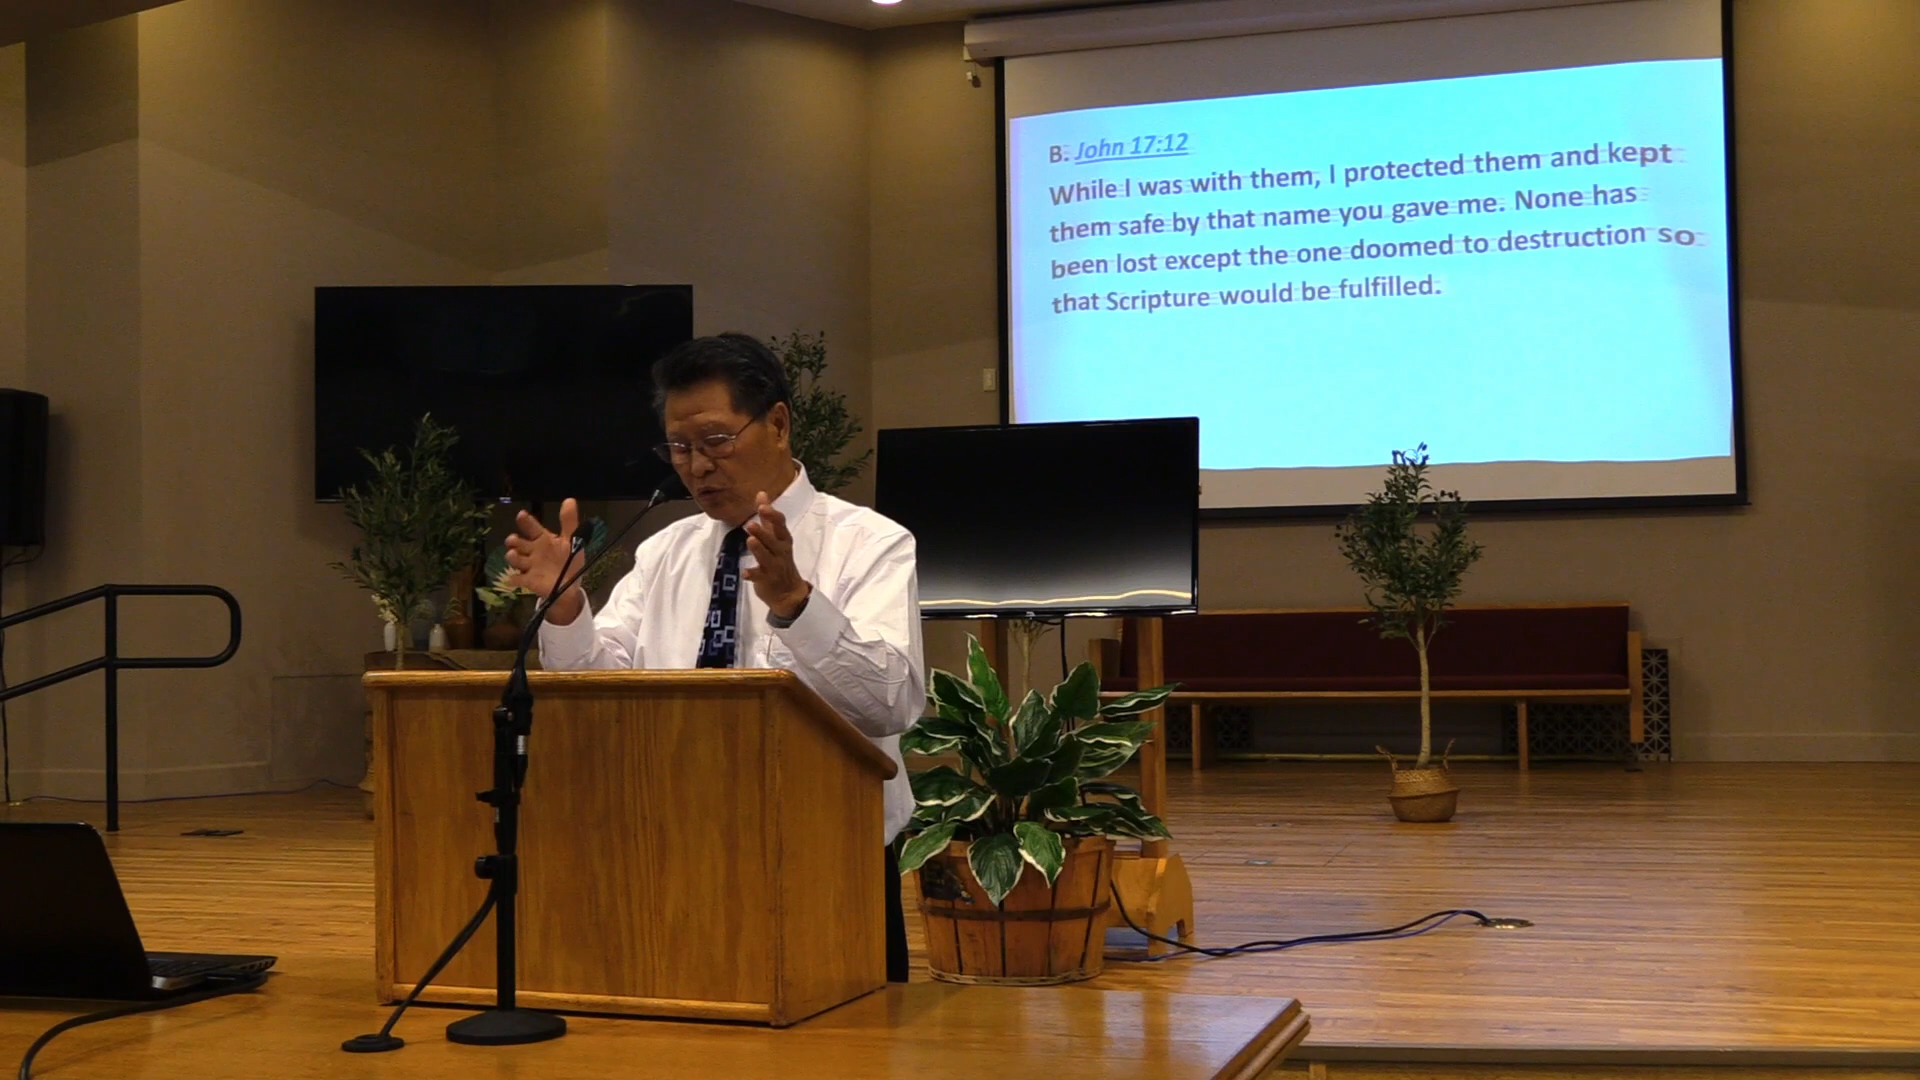 B. John 17:12
While I was with them, I protected them and kept
them safe by that name you gave me. None has
been lost except the one doomed to destruction so
that Scripture would be fulfilled.